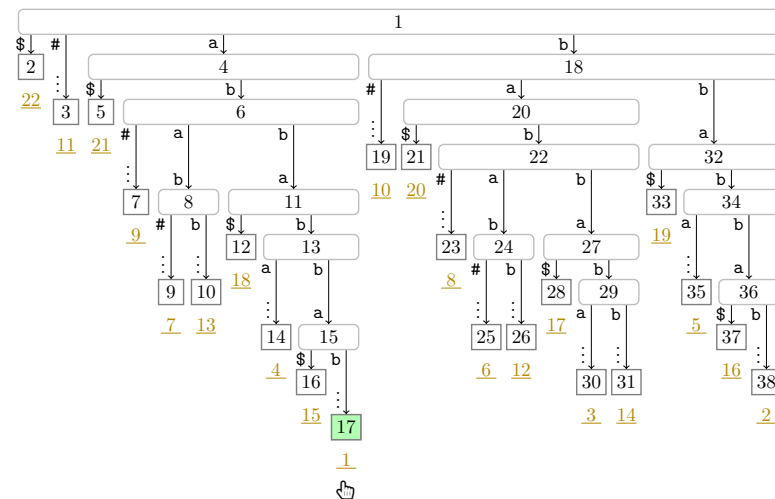 1
$ # a b
2 4 18
22 ⋮ $ b # a b
3 5 6 20
11 21 # a b ⋮ $ b a
19 21 22 32
⋮ b a 10 20 # a b $ b
7 8 11 33 34
9 # b $ b ⋮ b a 19 a b
12 13 23 24 27 35 36
⋮ ⋮ 18 a b 8 # b $ b ⋮ a
9 10 28 29 5 $ b
7 13 ⋮ a ⋮ ⋮ 17 a b
14 15 25 26 37
4 $ b 6 12 ⋮ ⋮ 16 ⋮
16 30 31 38
15 ⋮ 3 14 2
17
1